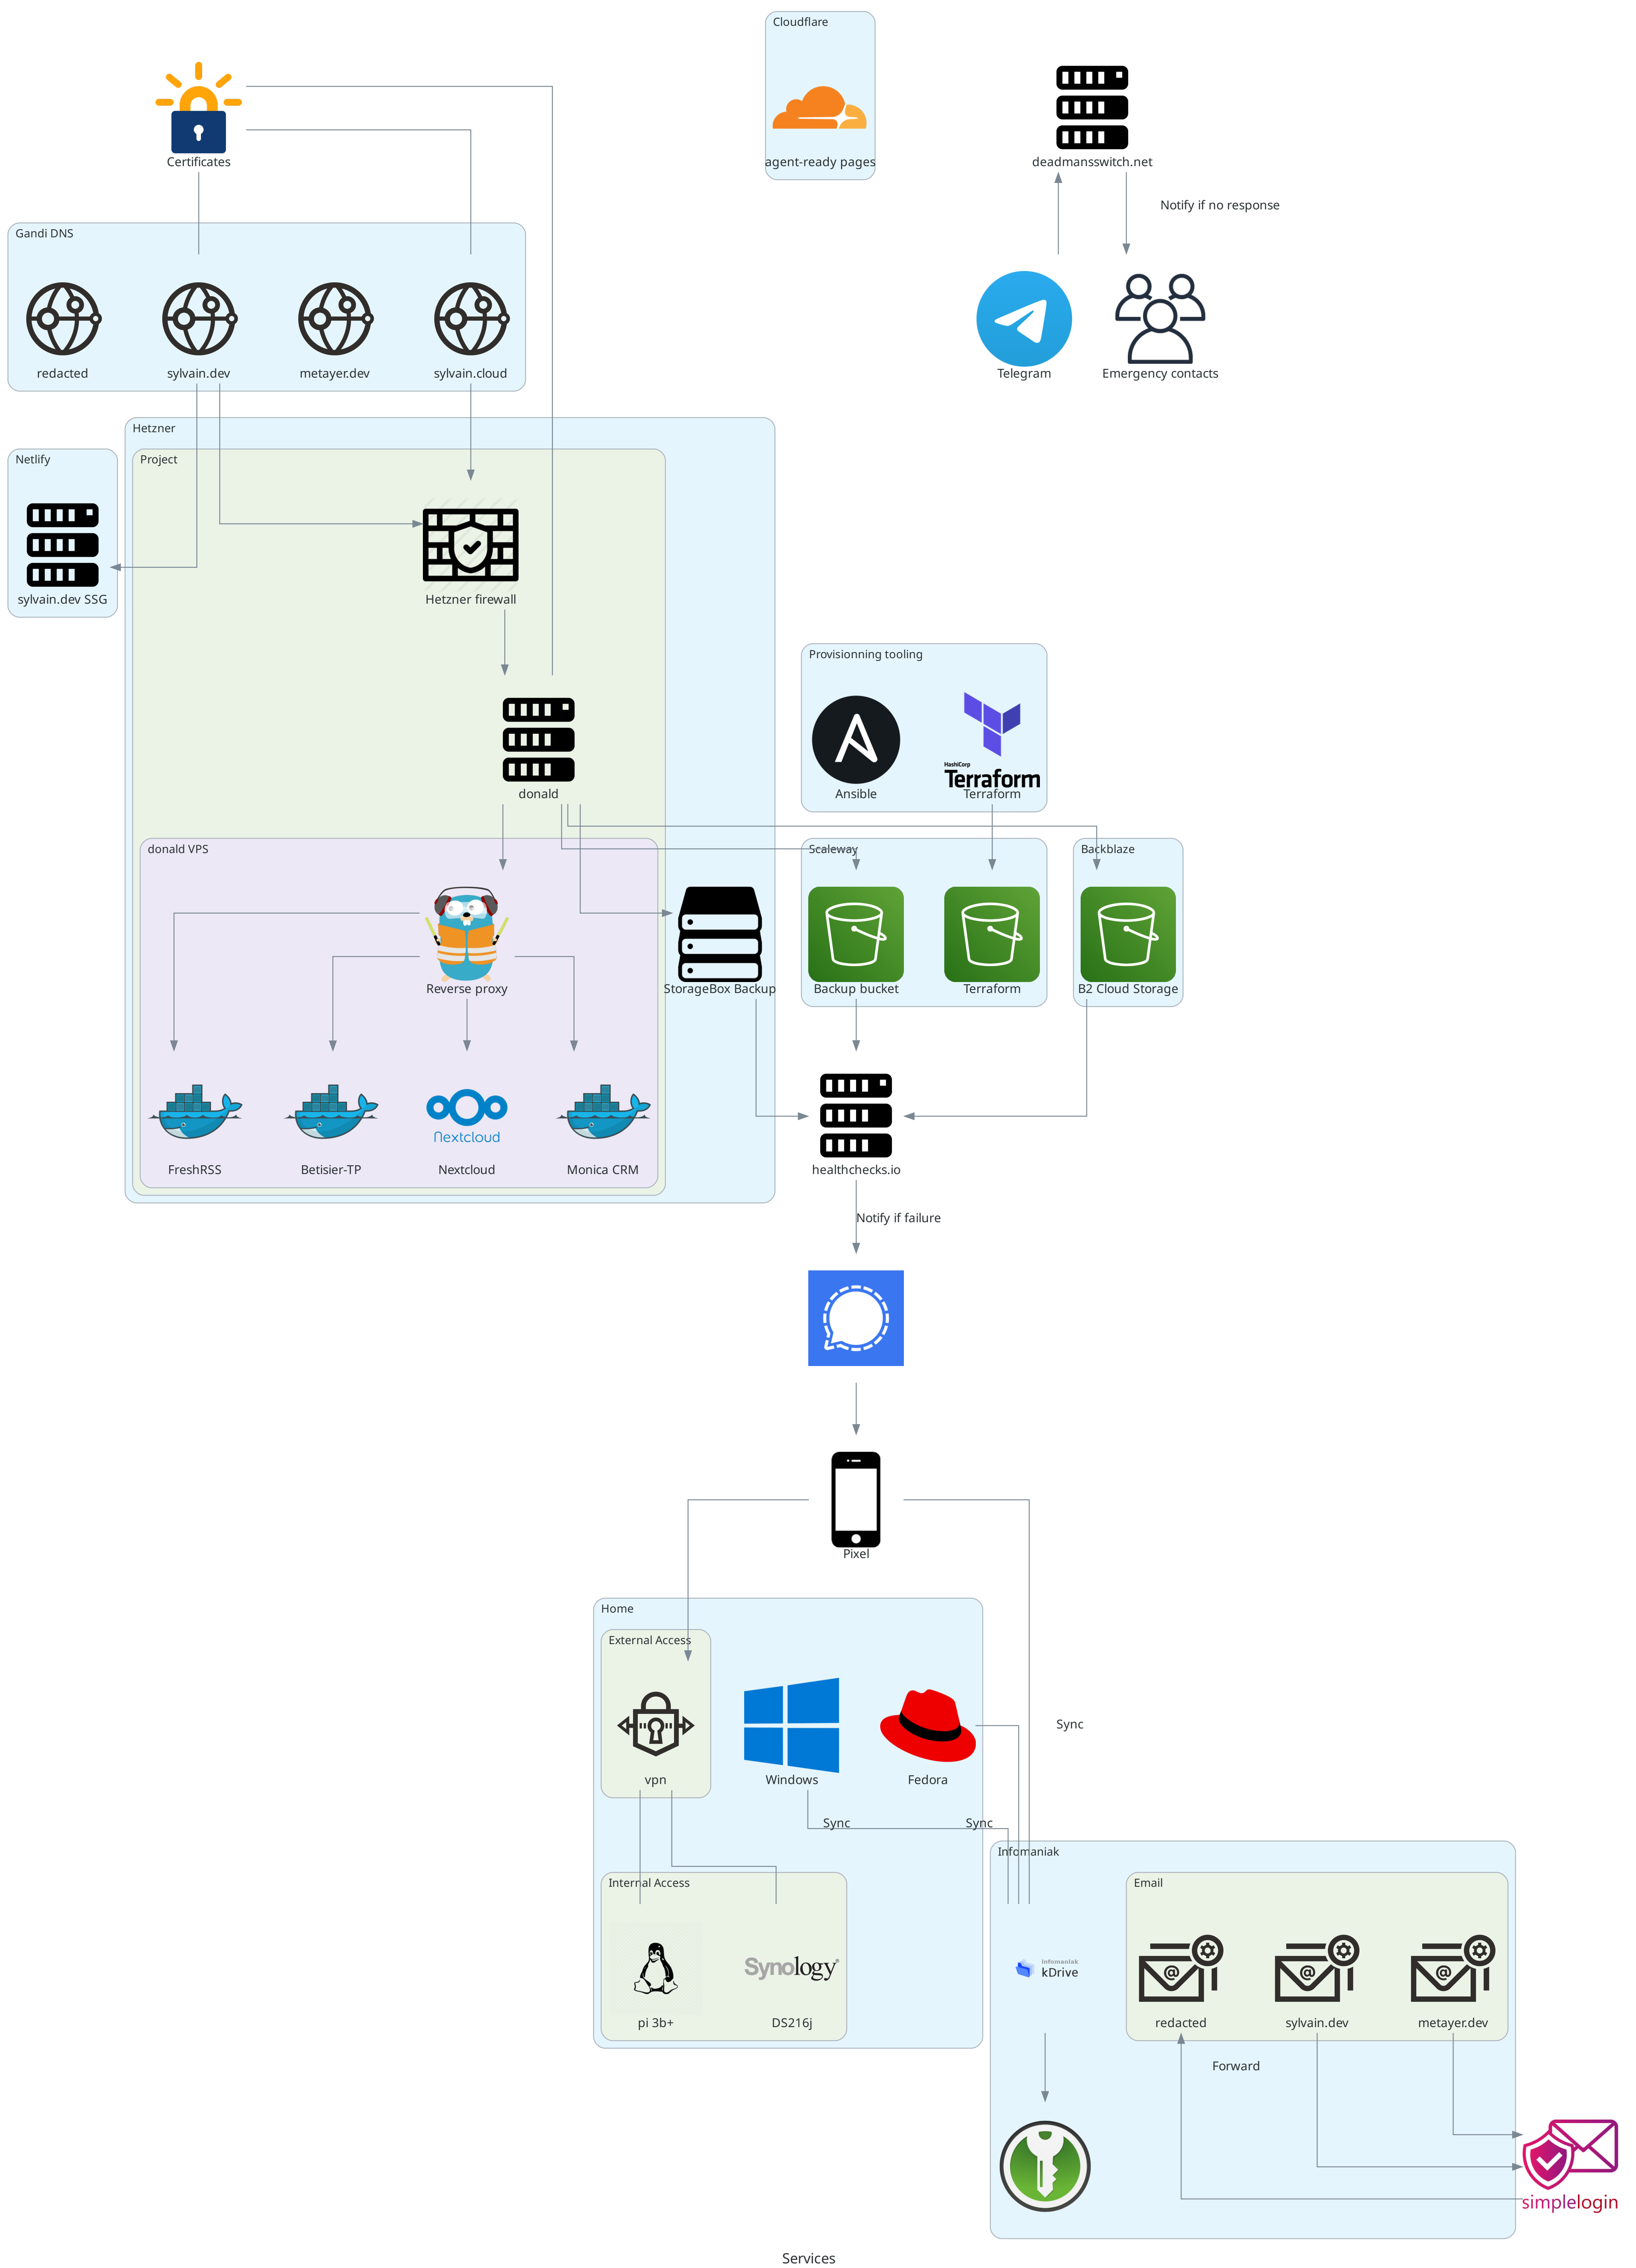 Cloudflare
agent-ready pages
Certificates
deadmansswitch.net
Notify if no response
Gandi DNS
redacted
sylvain.dev
metayer.dev
sylvain.cloud
Telegram
Emergency contacts
Hetzner
Netlify
Project
sylvain.dev SSG
Hetzner firewall
Provisionning tooling
HashiCorp
Terraform
donald
Ansible
Terraform
donald VPS
Scaleway
Backblaze
Reverse proxy
StorageBox Backup
Backup bucket
Terraform
B2 Cloud Storage
Nextcloud
FreshRSS
Betisier-TP
Nextcloud
Monica CRM
healthchecks.io
Notify if failure
Pixel
Home
External Access
Sync
vpn
Windows
Fedora
Sync
Sync
Infomaniak
Internal Access
Email
Synology
infomaniak
kDrive
pi 3b+
DS216j
redacted
sylvain.dev
metayer.dev
Forward
simplelogin
Services